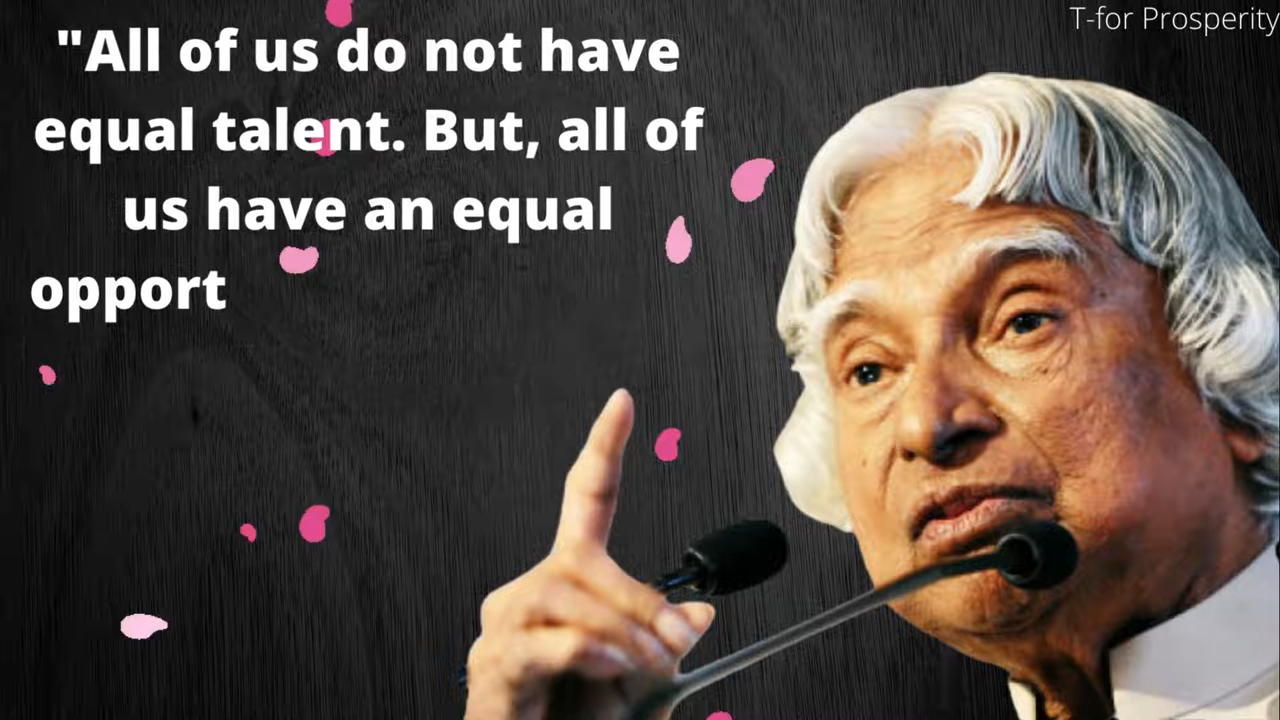 T-for Prosperity
"All of us do not have
equal talent. But, all of
us have an equal
opport